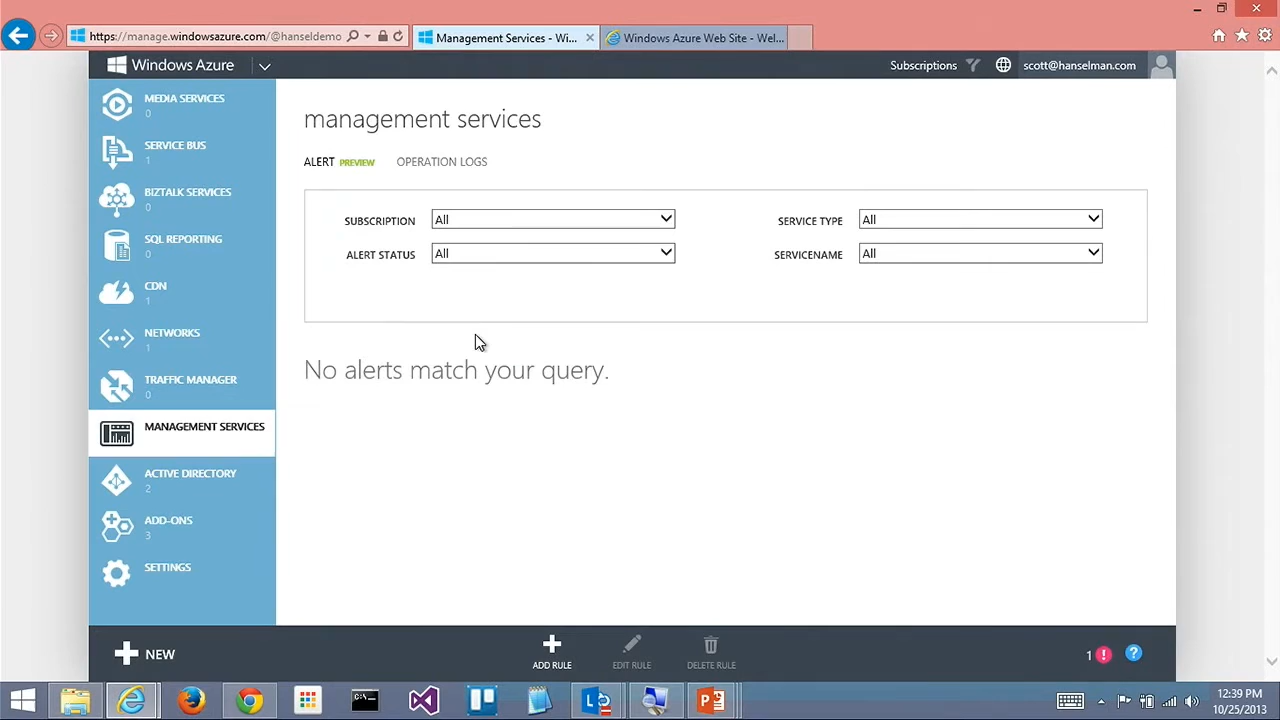 https://manage.windowsazure.com/@hanseldemo
Management Services - Wi...
Windows Azure Web Site - Wel...
Windows Azure
Subscriptions
scott@hanselman.com
MEDIA SERVICES
0
SERVICE BUS
1
BIZTALK SERVICES
0
SQL REPORTING
0
CDN
1
NETWORKS
1
TRAFFIC MANAGER
0
MANAGEMENT SERVICES
ACTIVE DIRECTORY
2
ADD-ONS
3
SETTINGS
management services
ALERT PREVIEW OPERATION LOGS
SUBSCRIPTION All SERVICE TYPE All
ALERT STATUS All SERVICENAME All
No alerts match your query.
NEW
ADD RULE
EDIT RULE
DELETE RULE
1
12:39 PM
10/25/2013